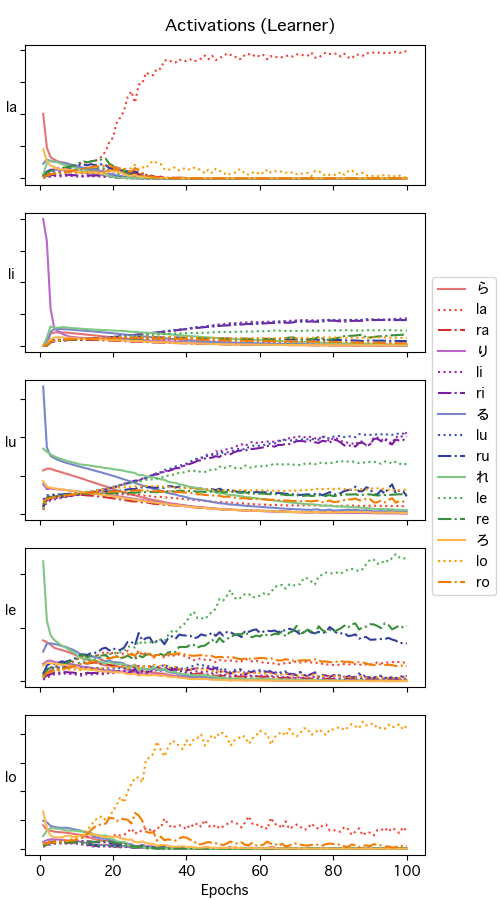 Activations (Learner)
la
li
lu
le
lo
0 20 40 60 80 100
Epochs
ら
la
ra
り
li
ri
る
lu
ru
れ
le
re
ろ
lo
ro